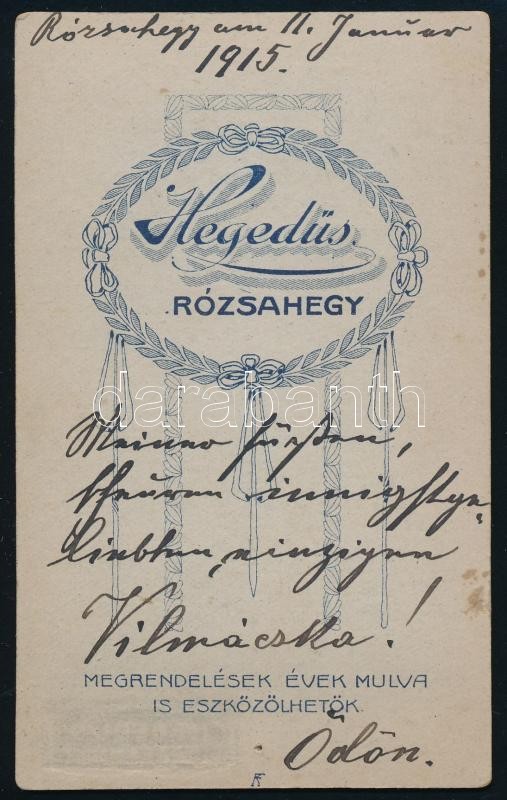 Rózsahegy am 11. Januar
1915.
Hegedüs.
RÓZSAHEGY
darabanth
Meiner süßen,
theuren innigstge-
liebten, einzigen
Vilmácska!
MEGRENDELÉSEK ÉVEK MULVA
IS ESZKÖZÖLHETŐK.
Ödön.